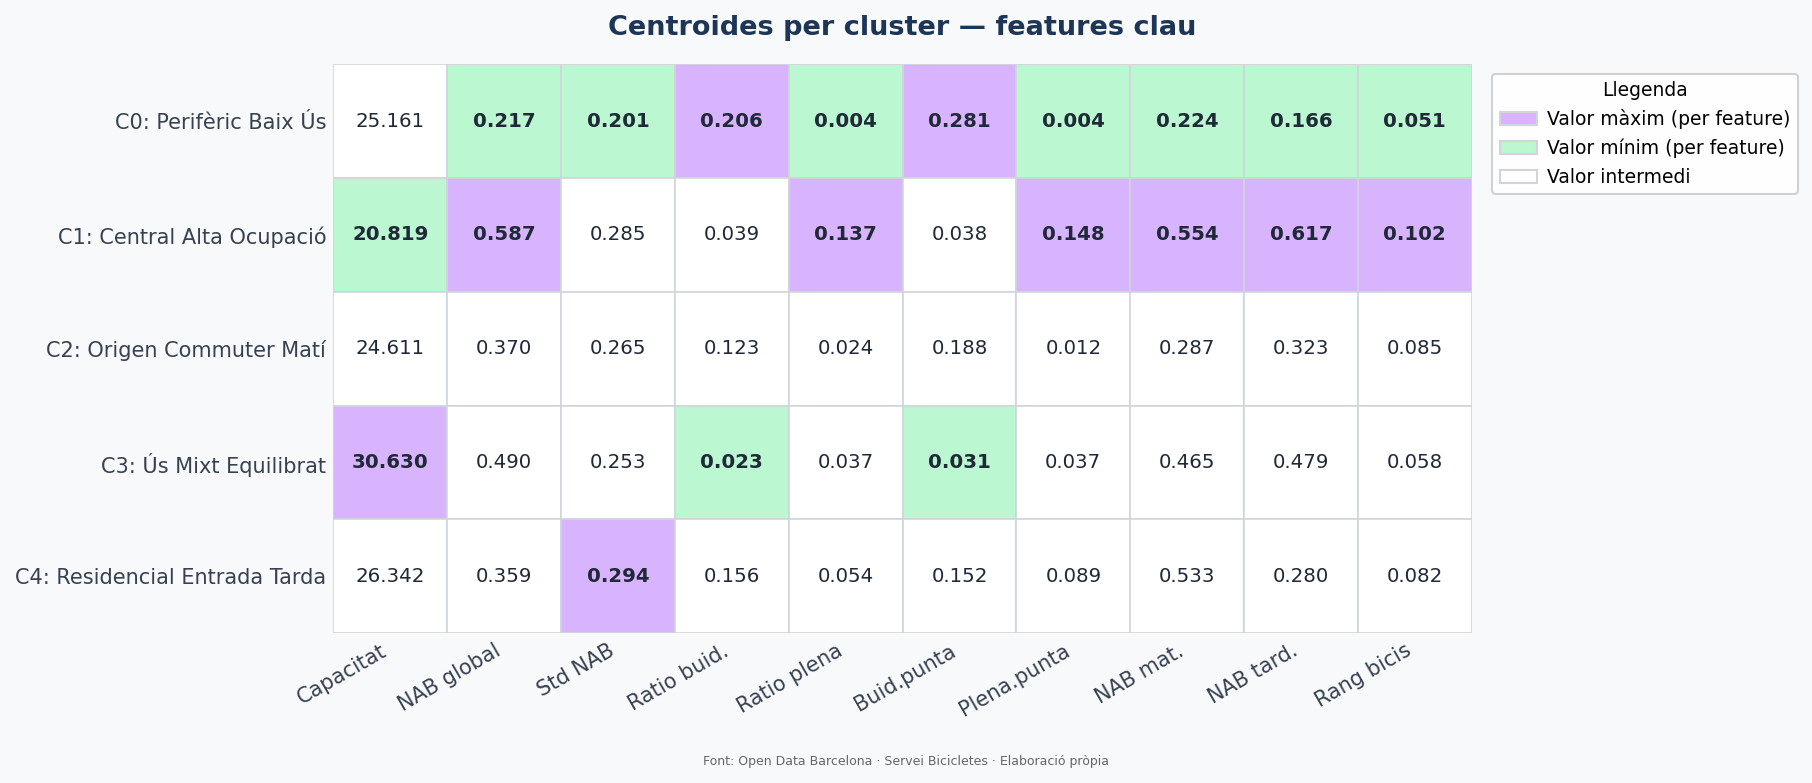 Centroides per cluster — features clau
C0: Perifèric Baix Ús 25.161 0.217 0.201 0.206 0.004 0.281 0.004 0.224 0.166 0.051
C1: Central Alta Ocupació 20.819 0.587 0.285 0.039 0.137 0.038 0.148 0.554 0.617 0.102
C2: Origen Commuter Matí 24.611 0.370 0.265 0.123 0.024 0.188 0.012 0.287 0.323 0.085
C3: Ús Mixt Equilibrat 30.630 0.490 0.253 0.023 0.037 0.031 0.037 0.465 0.479 0.058
C4: Residencial Entrada Tarda 26.342 0.359 0.294 0.156 0.054 0.152 0.089 0.533 0.280 0.082
Capacitat NAB global Std NAB Ratio buid. Ratio plena Buid.punta Plena.punta NAB mat. NAB tard. Rang bicis
Llegenda
Valor màxim (per feature)
Valor mínim (per feature)
Valor intermedi
Font: Open Data Barcelona · Servei Bicicletes · Elaboració pròpia